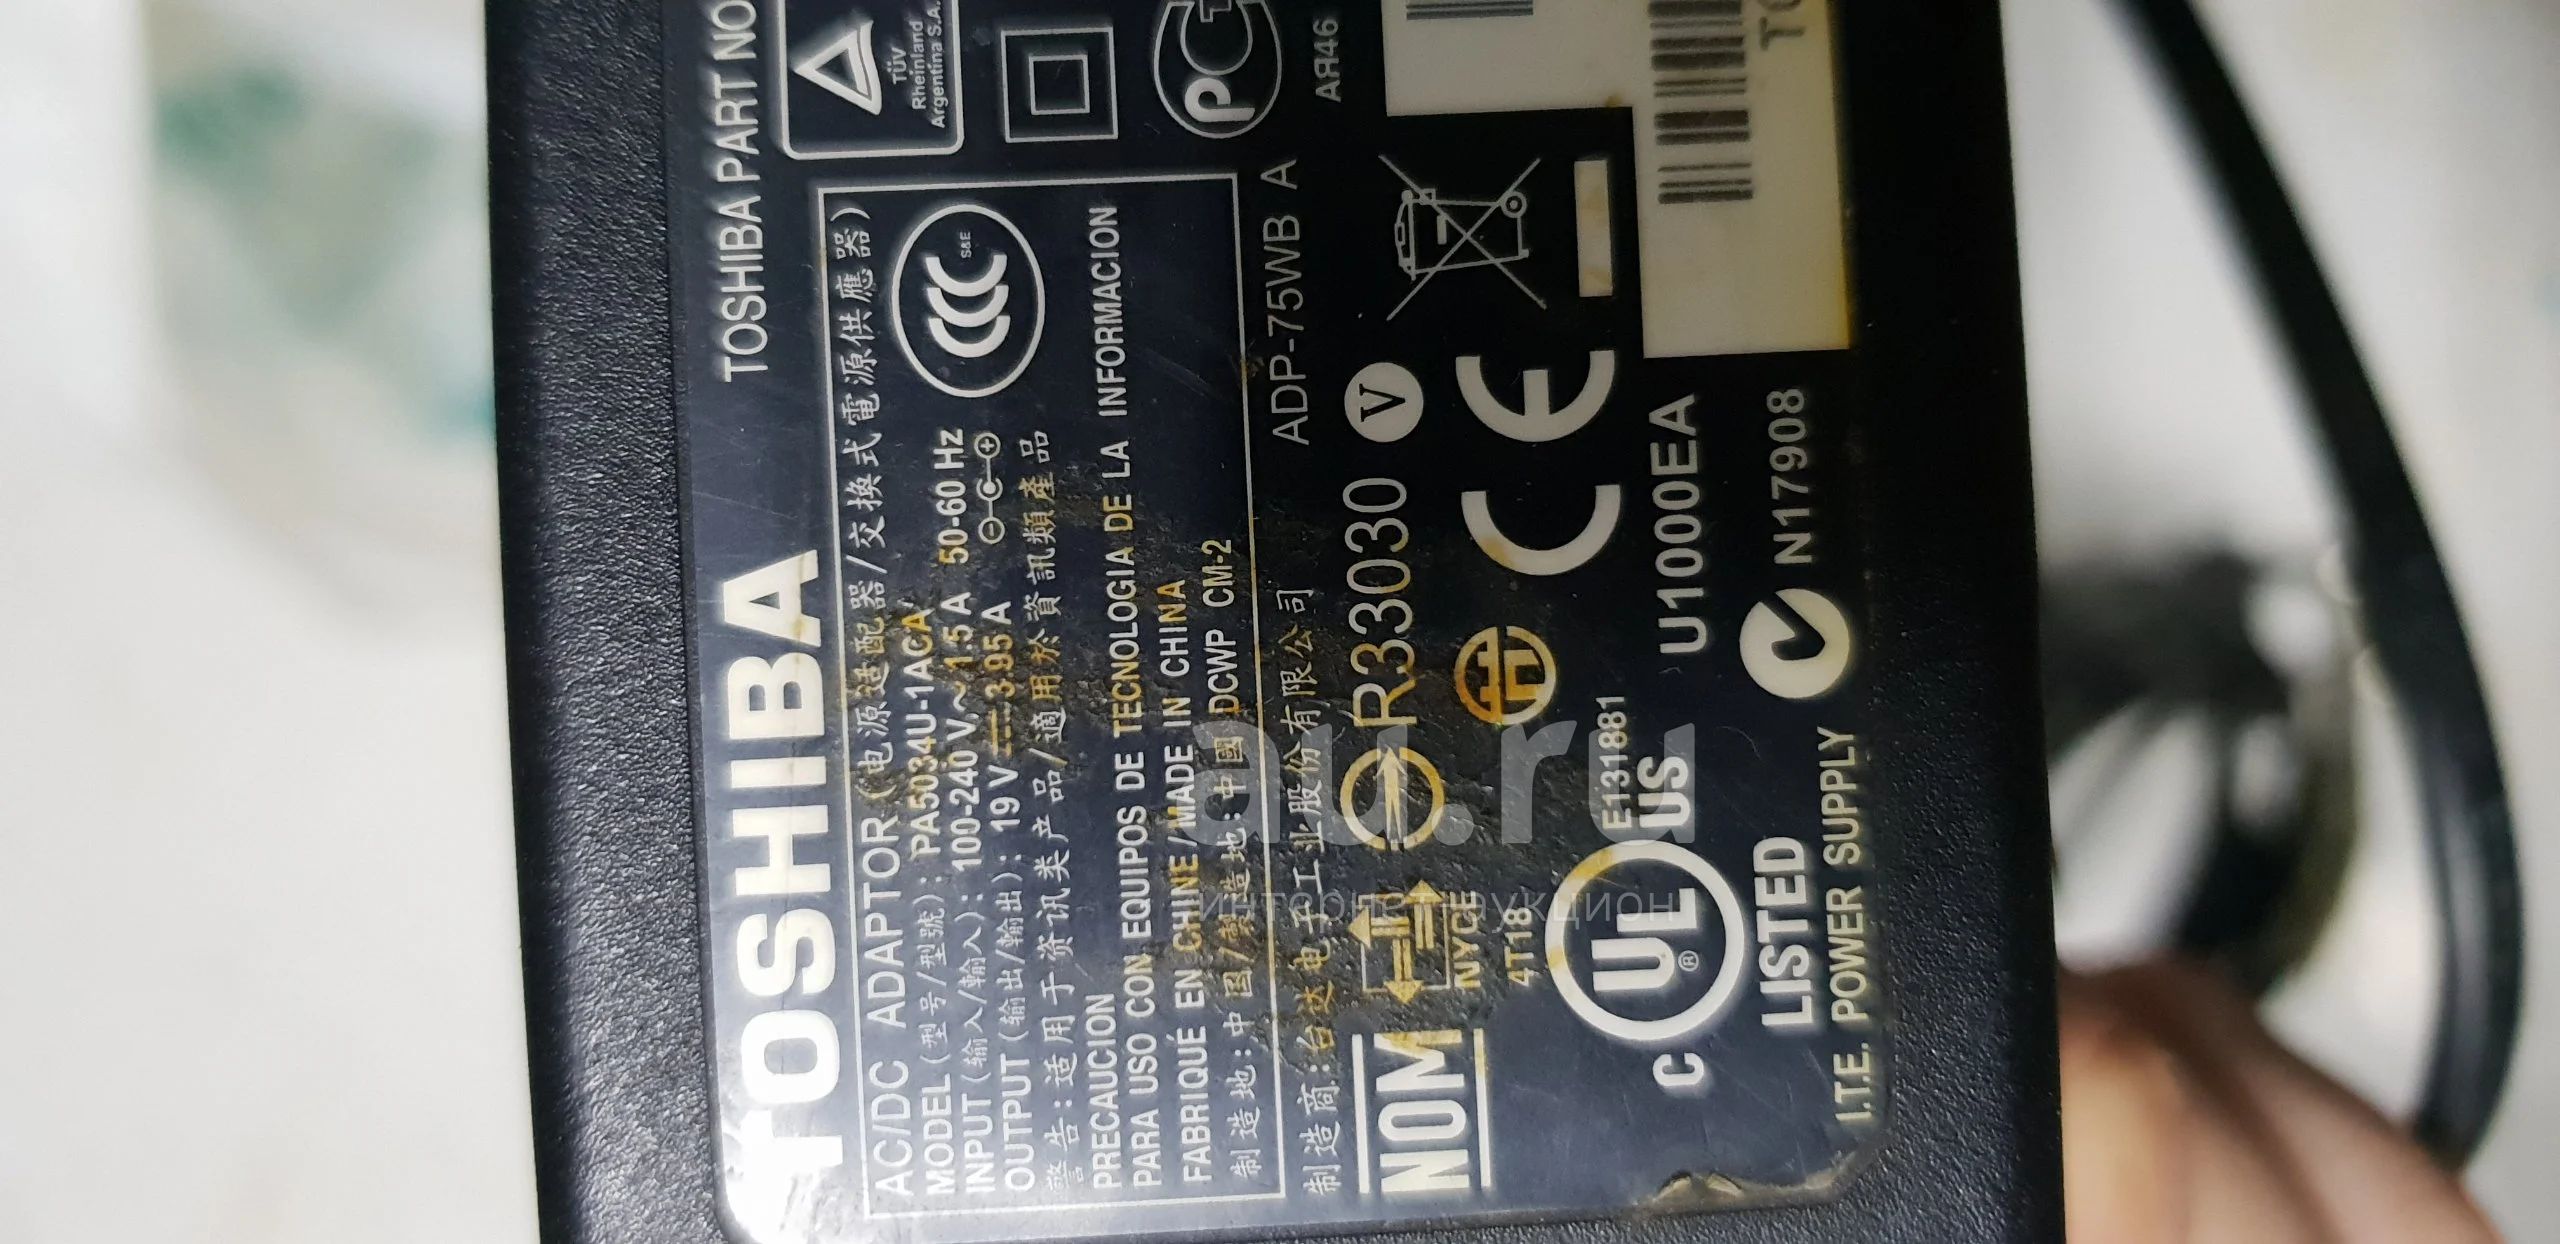 TOSHIBA
TOSHIBA PART NO
AC/DC ADAPTOR (电源适配器/交換式電源供應器)
MODEL (型号/型號): PA5034U-1ACA
INPUT (输入/輸入): 100-240 V ~ 1.5 A 50-60 Hz
OUTPUT (输出/輸出): 19 V ⎓ 3.95 A
警告:适用于资讯类产品/適用於資訊類產品
PRECAUCION
PARA USO CON EQUIPOS DE TECNOLOGIA DE LA INFORMACION
FABRIQUÉ EN CHINE / MADE IN CHINA
制造地:中国/製造地:中國 DCWP CM-2
S&E
TÜV
Rheinland
Argentina S.A.
РСТ
АЯ46
制造商:台达电子工业股份有限公司
ADP-75WB A
NOM
NYCE
R33030
V
4T18
CE
C UL US
®
E131881
LISTED
U1000EA
I.T.E. POWER SUPPLY
N17908
au.ru
интернет-аукцион